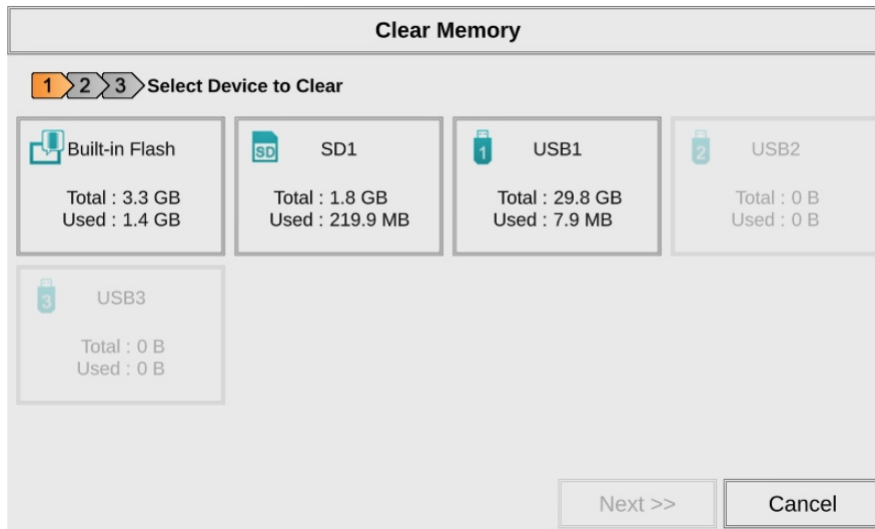 Clear Memory
1 2 3 Select Device to Clear
Built-in Flash
Total : 3.3 GB
Used : 1.4 GB
SD SD1
Total : 1.8 GB
Used : 219.9 MB
1 USB1
Total : 29.8 GB
Used : 7.9 MB
2 USB2
Total : 0 B
Used : 0 B
3 USB3
Total : 0 B
Used : 0 B
Next >> Cancel